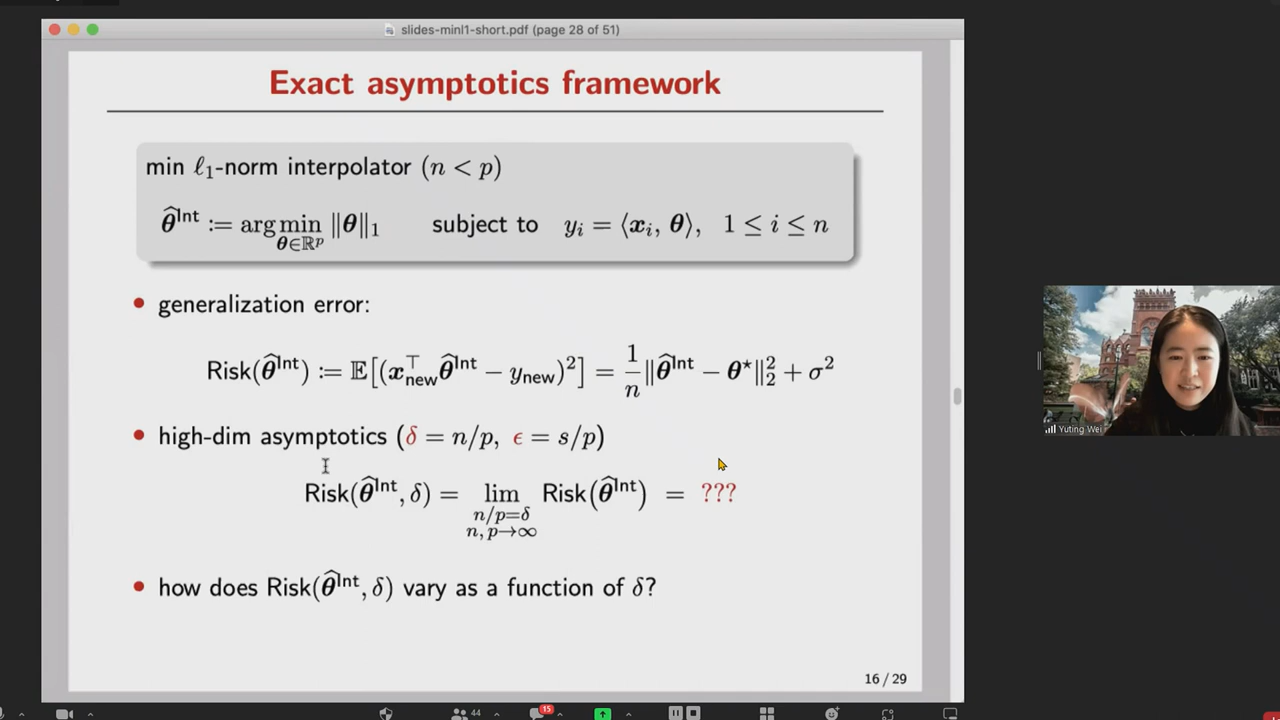 slides-minl1-short.pdf (page 28 of 51)
Exact asymptotics framework
min ℓ₁-norm interpolator (n < p)
θ̂^Int := arg min_{θ∈ℝ^p} ‖θ‖₁ subject to y_i = ⟨x_i, θ⟩, 1 ≤ i ≤ n
• generalization error:
Risk(θ̂^Int) := 𝔼[(x_new^⊤ θ̂^Int − y_new)²] = 1/n ‖θ̂^Int − θ^⋆‖₂² + σ²
• high-dim asymptotics (δ = n/p, ϵ = s/p)
Risk(θ̂^Int, δ) = lim_{n/p=δ n,p→∞} Risk(θ̂^Int) = ???
• how does Risk(θ̂^Int, δ) vary as a function of δ?
16 / 29
Yuting Wei
44
15